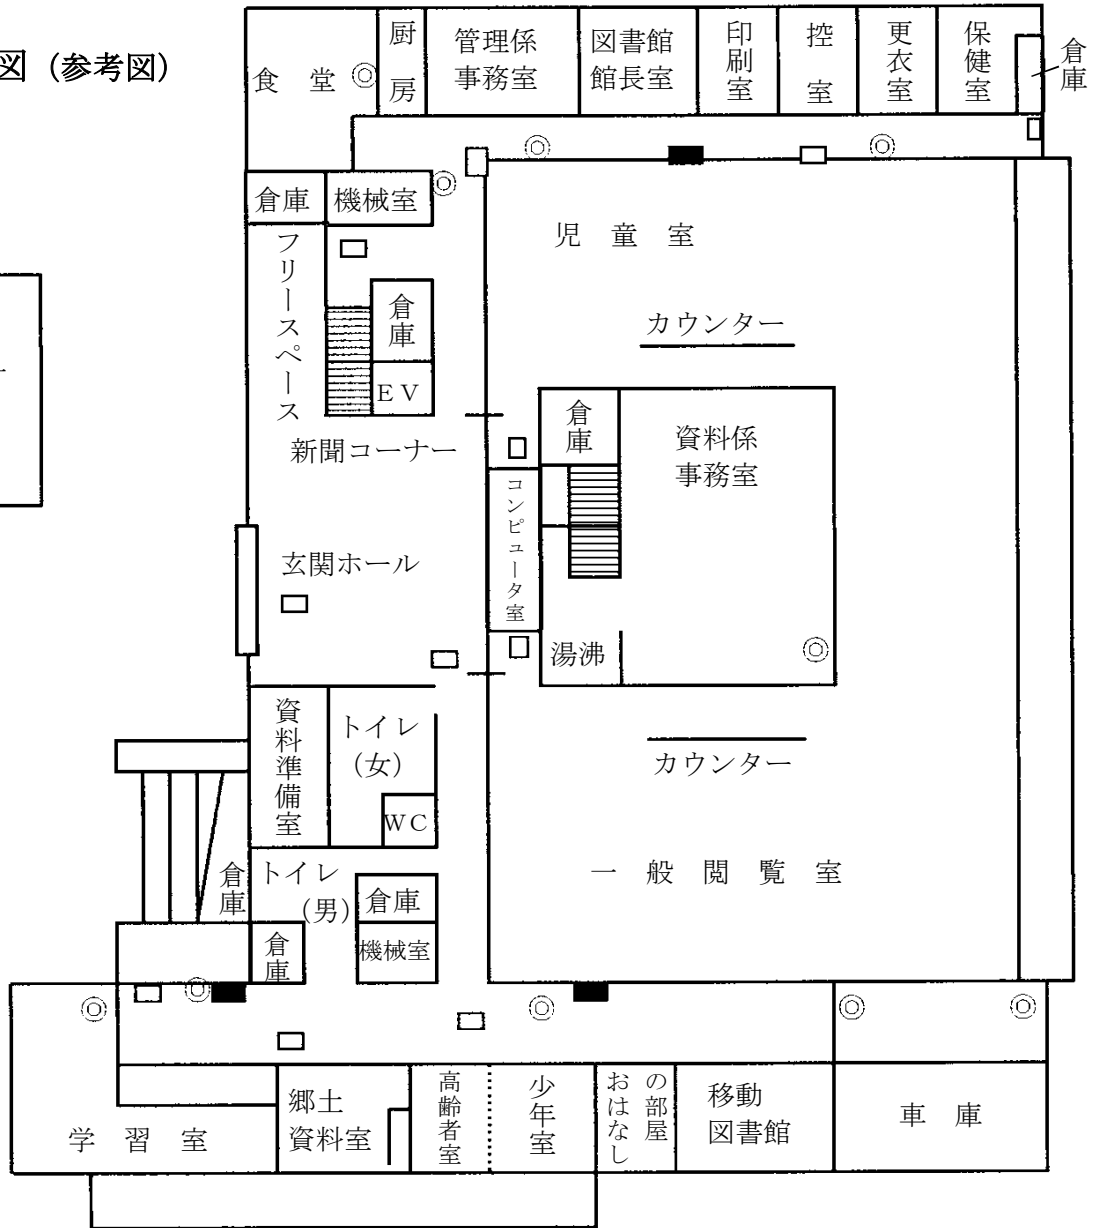 図（参考図）
食堂
厨房
管理係
事務室
図書館
館長室
印刷室
控室
更衣室
保健室
倉庫
倉庫
機械室
フリースペース
倉庫
EV
新聞コーナー
玄関ホール
児童室
カウンター
倉庫
資料係
事務室
コンピュータ室
湯沸
カウンター
一般閲覧室
資料準備室
トイレ
（女）
WC
倉庫
トイレ
（男）
倉庫
機械室
倉庫
学習室
郷土
資料室
高齢者室
少年室
おはなし
の部屋
移動
図書館
車庫